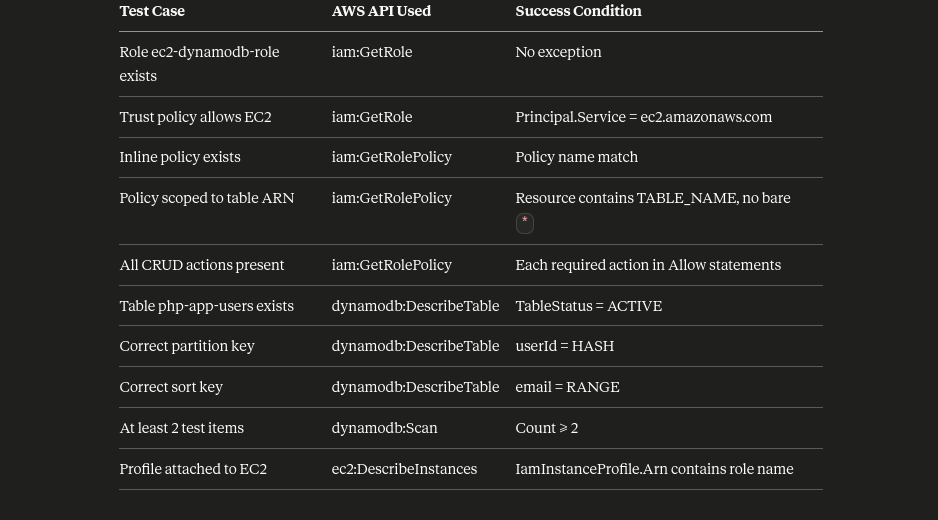 Test Case AWS API Used Success Condition
Role ec2-dynamodb-role iam:GetRole No exception
exists
Trust policy allows EC2 iam:GetRole Principal.Service = ec2.amazonaws.com
Inline policy exists iam:GetRolePolicy Policy name match
Policy scoped to table ARN iam:GetRolePolicy Resource contains TABLE_NAME, no bare
*
All CRUD actions present iam:GetRolePolicy Each required action in Allow statements
Table php-app-users exists dynamodb:DescribeTable TableStatus = ACTIVE
Correct partition key dynamodb:DescribeTable userId = HASH
Correct sort key dynamodb:DescribeTable email = RANGE
At least 2 test items dynamodb:Scan Count ⩾ 2
Profile attached to EC2 ec2:DescribeInstances IamInstanceProfile.Arn contains role name